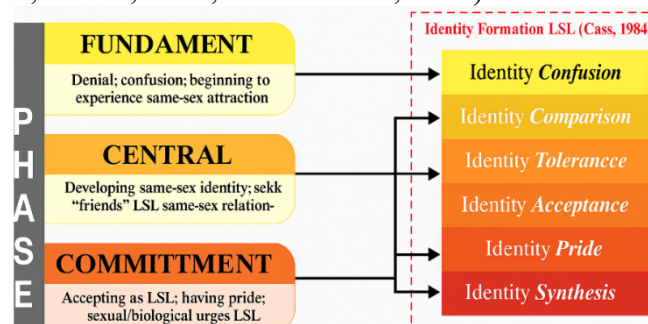 PHASE
FUNDAMENT
Denial; confusion; beginning to
experience same-sex attraction
CENTRAL
Developing same-sex identity; sekk
"friends" LSL same-sex relation-
COMMITTMENT
Accepting as LSL; having pride;
sexual/biological urges LSL
Identity Formation LSL (Cass, 1984)
Identity Confusion
Identity Comparison
Identity Tolerancce
Identity Acceptance
Identity Pride
Identity Synthesis